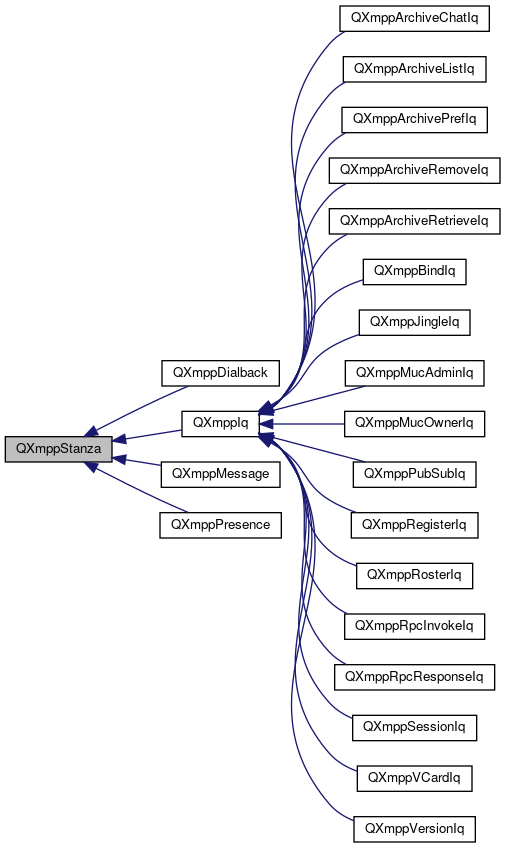 QXmppStanza
QXmppDialback
QXmppIq
QXmppMessage
QXmppPresence
QXmppArchiveChatIq
QXmppArchiveListIq
QXmppArchivePrefIq
QXmppArchiveRemoveIq
QXmppArchiveRetrieveIq
QXmppBindIq
QXmppJingleIq
QXmppMucAdminIq
QXmppMucOwnerIq
QXmppPubSubIq
QXmppRegisterIq
QXmppRosterIq
QXmppRpcInvokeIq
QXmppRpcResponseIq
QXmppSessionIq
QXmppVCardIq
QXmppVersionIq